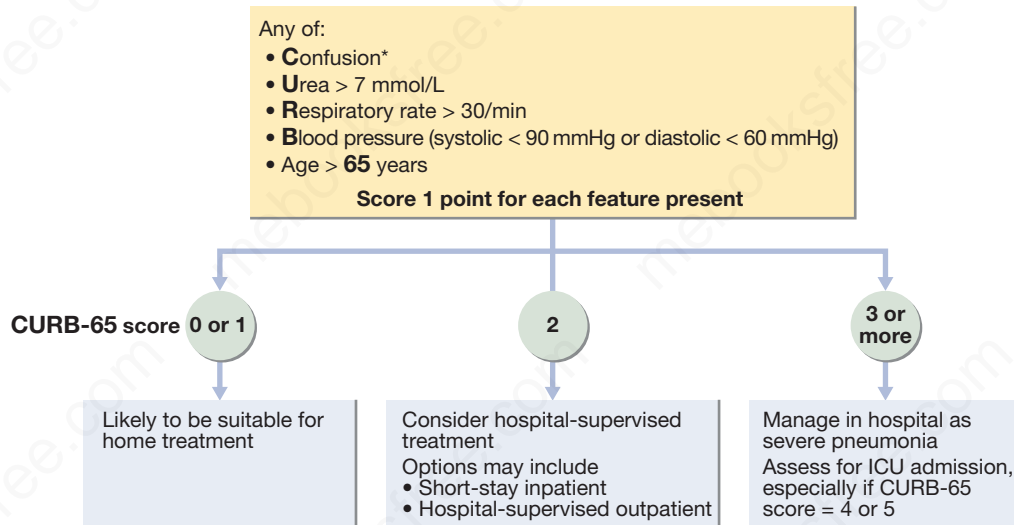 Any of:
• Confusion*
• Urea > 7 mmol/L
• Respiratory rate > 30/min
• Blood pressure (systolic < 90 mmHg or diastolic < 60 mmHg)
• Age > 65 years
Score 1 point for each feature present
CURB-65 score
0 or 1
2
3 or
more
Likely to be suitable for
home treatment
Consider hospital-supervised
treatment
Options may include
• Short-stay inpatient
• Hospital-supervised outpatient
Manage in hospital as
severe pneumonia
Assess for ICU admission,
especially if CURB-65
score = 4 or 5
mebooksfree.com